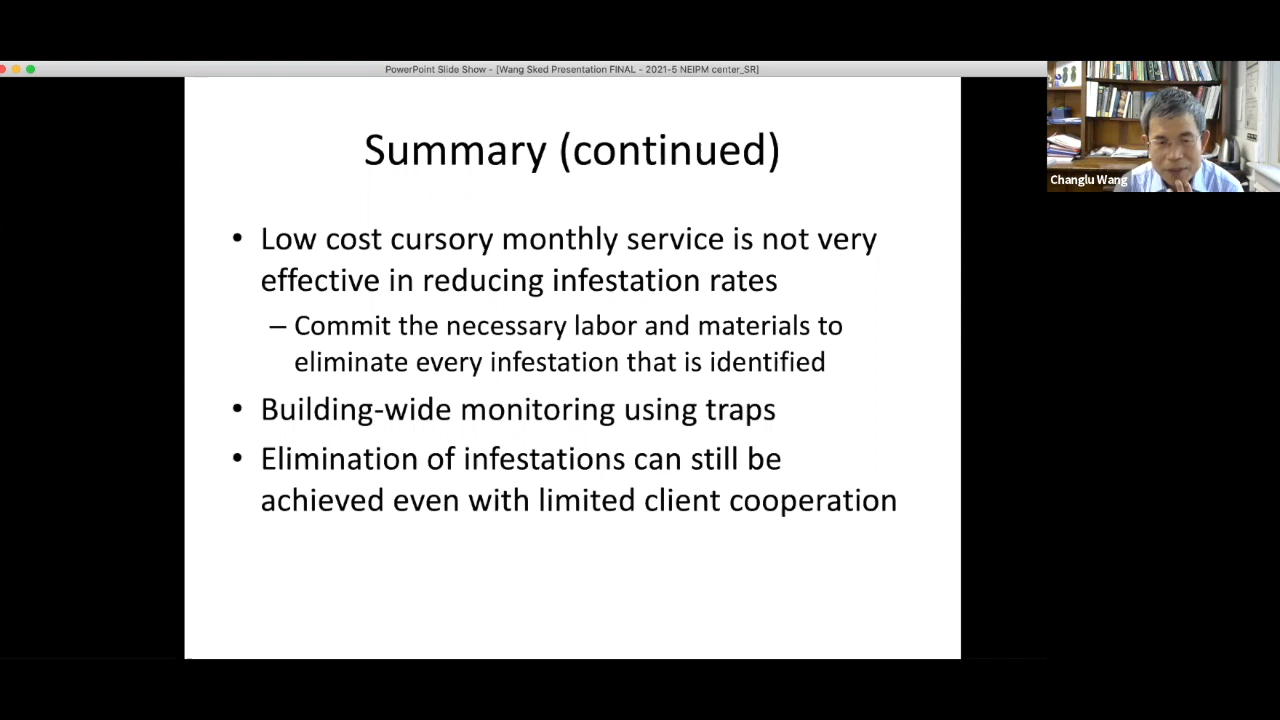 PowerPoint Slide Show - [Wang Sked Presentation FINAL - 2021-5 NEIPM center_SR]
Summary (continued)
• Low cost cursory monthly service is not very
effective in reducing infestation rates
– Commit the necessary labor and materials to
eliminate every infestation that is identified
• Building-wide monitoring using traps
• Elimination of infestations can still be
achieved even with limited client cooperation
Changlu Wang